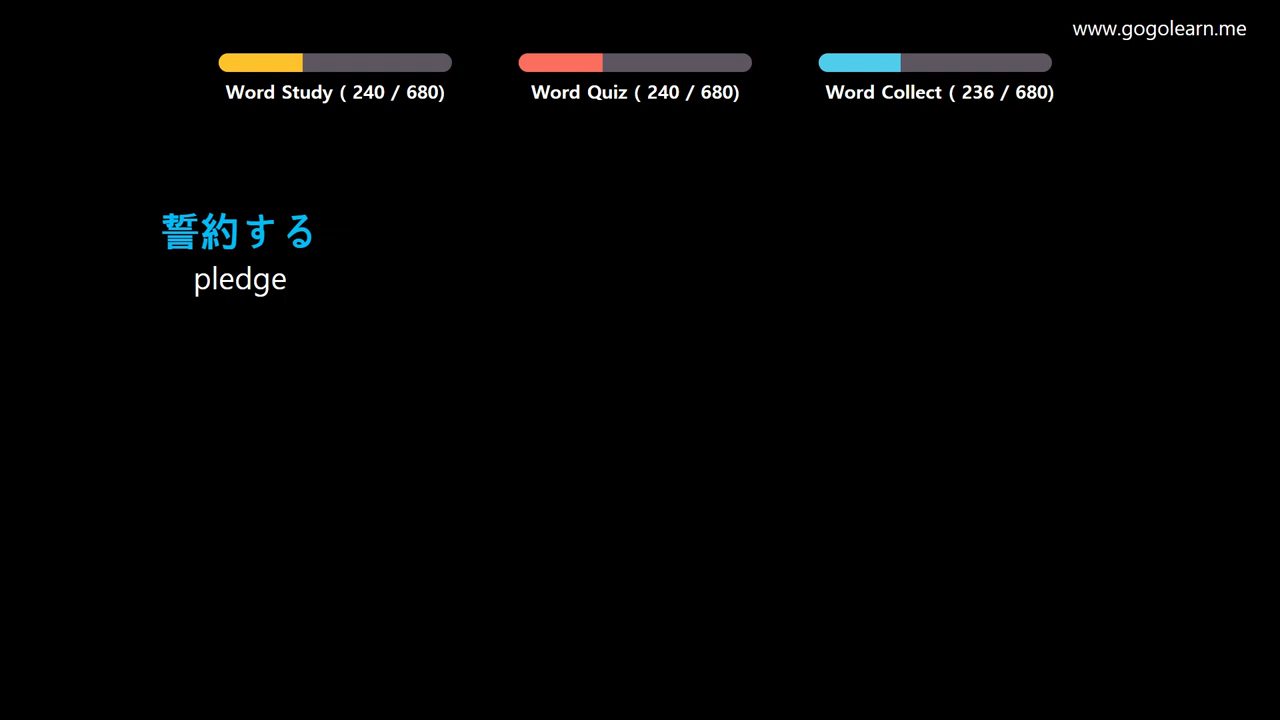 www.gogolearn.me
Word Study ( 240 / 680)
Word Quiz ( 240 / 680)
Word Collect ( 236 / 680)
誓約する
pledge